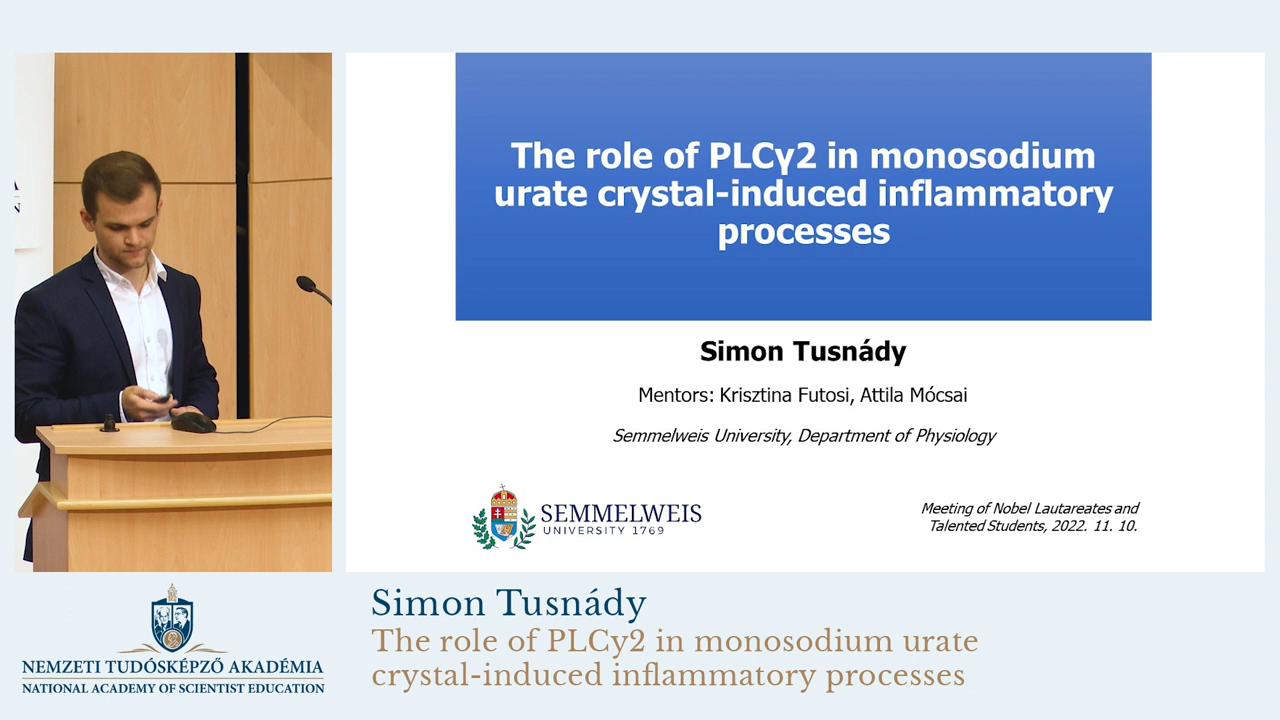 The role of PLCγ2 in monosodium
urate crystal-induced inflammatory
processes
Simon Tusnády
Mentors: Krisztina Futosi, Attila Mócsai
Semmelweis University, Department of Physiology
SEMMELWEIS
UNIVERSITY 1769
Meeting of Nobel Lautareates and
Talented Students, 2022. 11. 10.
Simon Tusnády
The role of PLCy2 in monosodium urate
crystal-induced inflammatory processes
NEMZETI TUDÓSKÉPZŐ AKADÉMIA
NATIONAL ACADEMY OF SCIENTIST EDUCATION